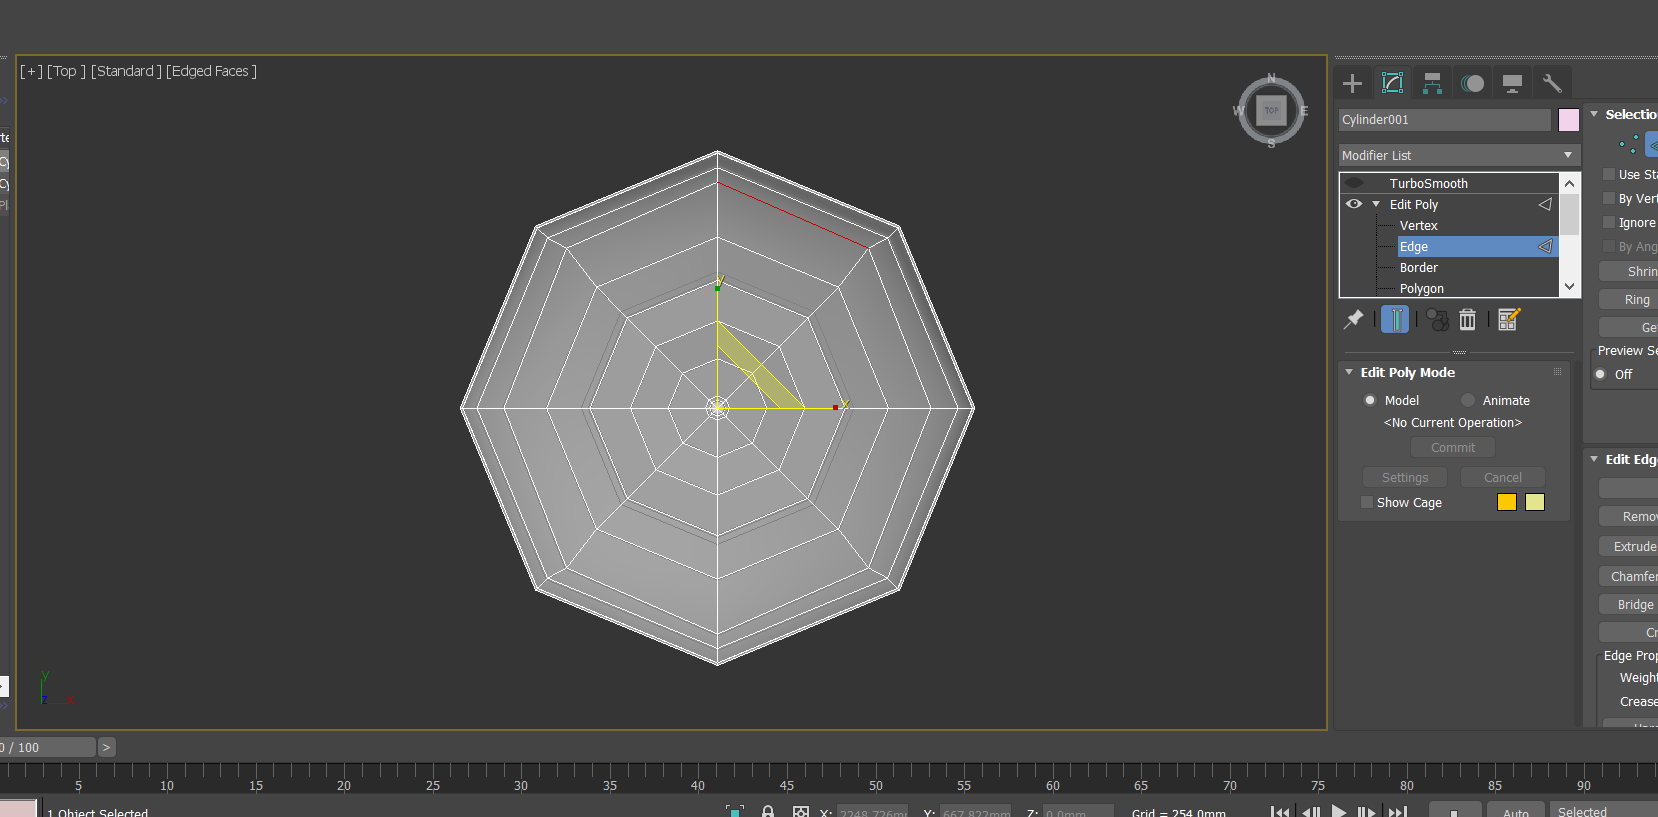 [ + ] [Top ] [Standard ] [Edged Faces ]
N
W
TOP
E
S
y
x
y
z
x
Cylinder001
Modifier List
TurboSmooth
Edit Poly
Vertex
Edge
Border
Polygon
Edit Poly Mode
Model
Animate
<No Current Operation>
Commit
Settings
Cancel
Show Cage
Selectio
Use Sta
By Vert
Ignore
By Ang
Shrin
Ring
Ge
Preview Se
Off
Edit Edg
Remo
Extrude
Chamfer
Bridge
Cr
Edge Prop
Weight
Crease
0 / 100
>
5 10 15 20 25 30 35 40 45 50 55 60 65 70 75 80 85 90
1 Object Selected
X: 2248.726m
Y: 667.822mm
Z: 0.0mm
Grid = 254.0mm
Auto
Selected